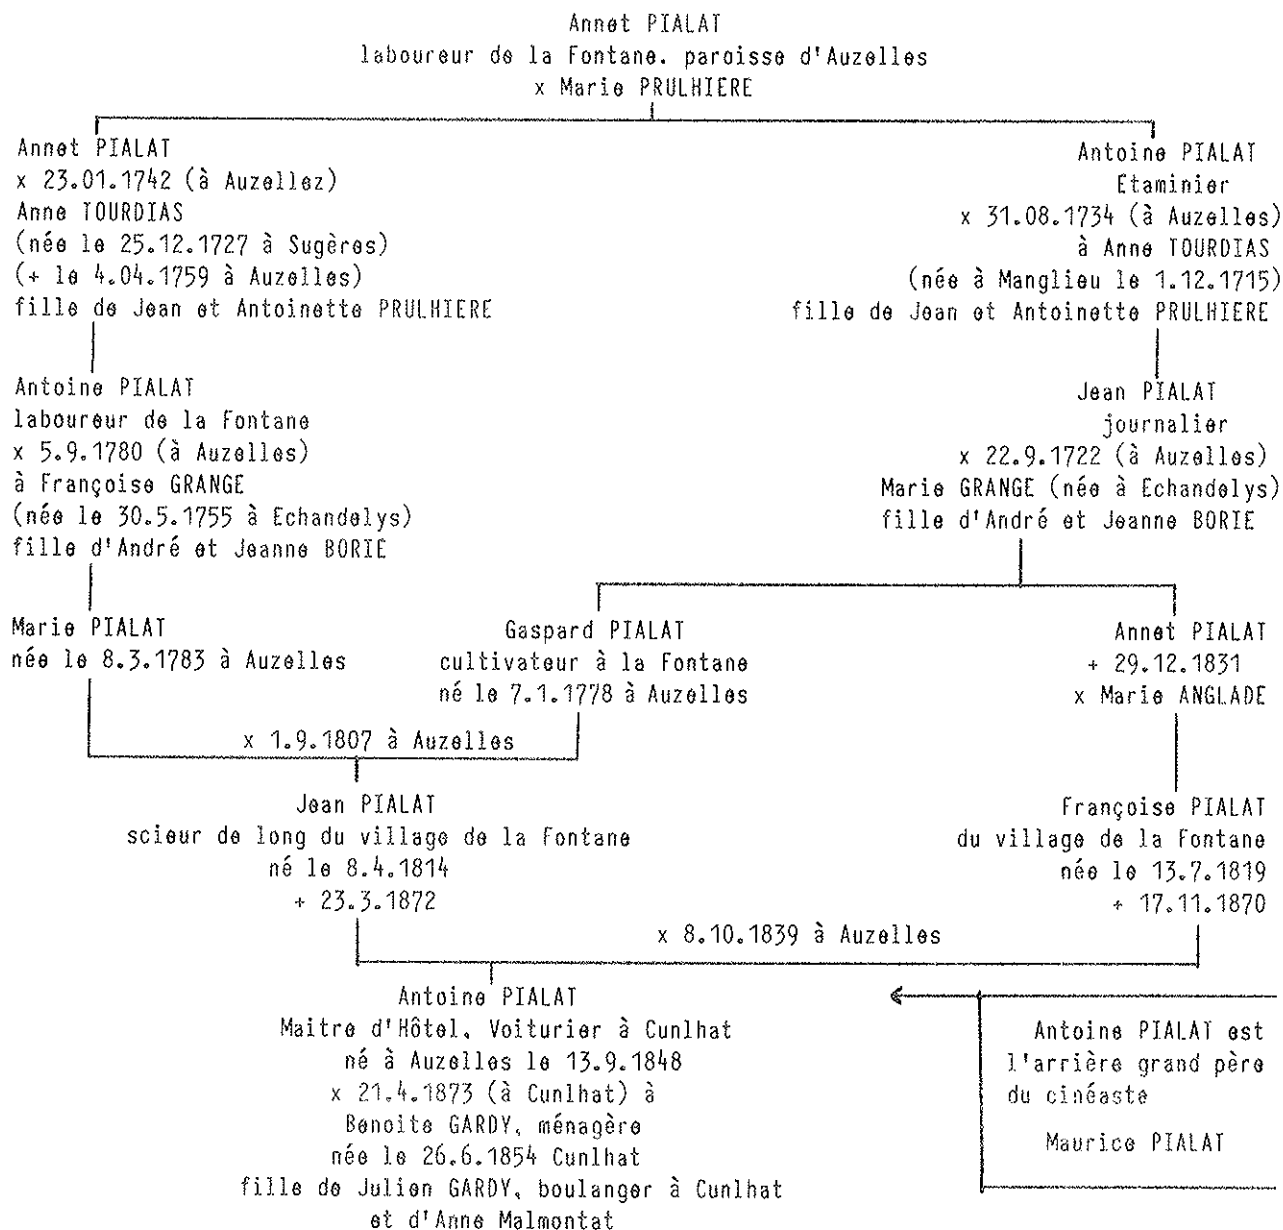 Annet PIALAT
laboureur de la Fontane. paroisse d'Auzelles
x Marie PRULHIERE
Annet PIALAT
x 23.01.1742 (à Auzellez)
Anne TOURDIAS
(née le 25.12.1727 à Sugères)
(+ le 4.04.1759 à Auzelles)
fille de Jean et Antoinette PRULHIERE
Antoine PIALAT
Etaminier
x 31.08.1734 (à Auzelles)
à Anne TOURDIAS
(née à Manglieu le 1.12.1715)
fille de Jean et Antoinette PRULHIERE
Antoine PIALAT
laboureur de la Fontane
x 5.9.1780 (à Auzelles)
à Françoise GRANGE
(née le 30.5.1755 à Echandelys)
fille d'André et Jeanne BORIE
Jean PIALAT
journalier
x 22.9.1722 (à Auzelles)
Marie GRANGE (née à Echandelys)
fille d'André et Jeanne BORIE
Marie PIALAT
née le 8.3.1783 à Auzelles
Gaspard PIALAT
cultivateur à la Fontane
né le 7.1.1778 à Auzelles
Annet PIALAT
+ 29.12.1831
x Marie ANGLADE
x 1.9.1807 à Auzelles
Jean PIALAT
scieur de long du village de la Fontane
né le 8.4.1814
+ 23.3.1872
Françoise PIALAT
du village de la Fontane
née le 13.7.1819
+ 17.11.1870
x 8.10.1839 à Auzelles
Antoine PIALAT
Maitre d'Hôtel, Voiturier à Cunlhat
né à Auzelles le 13.9.1848
x 21.4.1873 (à Cunlhat) à
Benoite GARDY, ménagère
née le 26.6.1854 Cunlhat
fille de Julien GARDY, boulanger à Cunlhat
et d'Anne Malmontat
Antoine PIALAT est
l'arrière grand père
du cinéaste
Maurice PIALAT